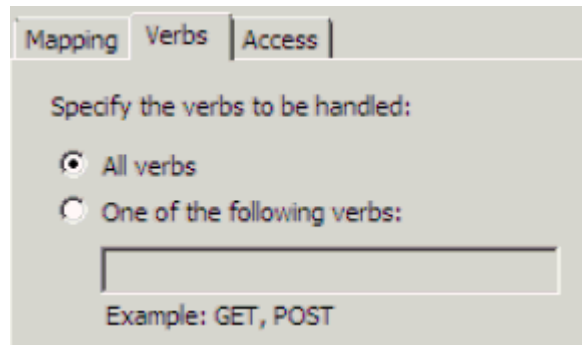 Mapping Verbs Access
Specify the verbs to be handled:
All verbs
One of the following verbs:
Example: GET, POST